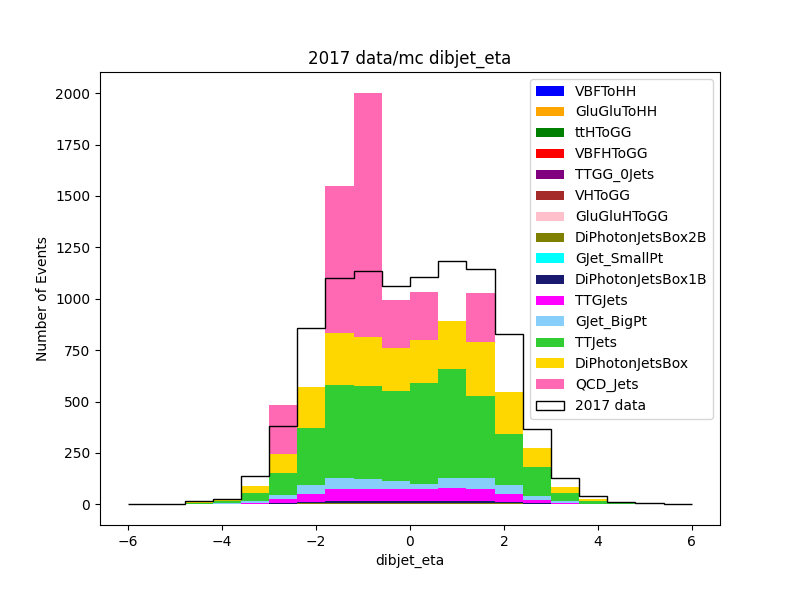 2017 data/mc dibjet_eta
Number of Events
2000
1750
1500
1250
1000
750
500
250
0
VBFToHH
GluGluToHH
ttHToGG
VBFHToGG
TTGG_0Jets
VHToGG
GluGluHToGG
DiPhotonJetsBox2B
GJet_SmallPt
DiPhotonJetsBox1B
TTGJets
GJet_BigPt
TTJets
DiPhotonJetsBox
QCD_Jets
2017 data
−6 −4 −2 0 2 4 6
dibjet_eta